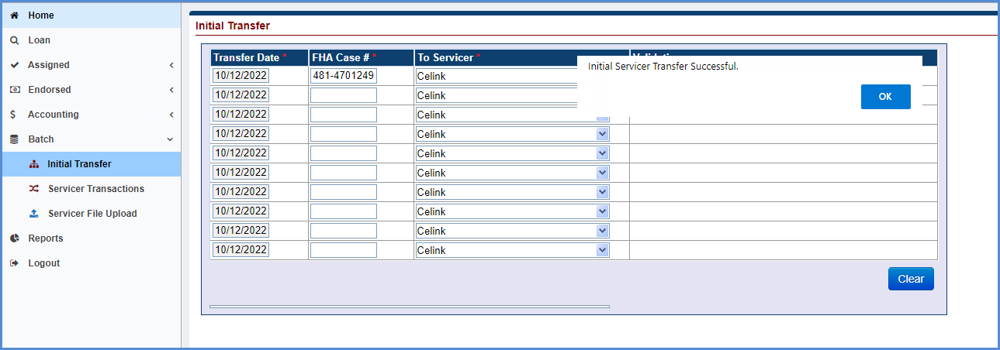 Home
Loan
Assigned
Endorsed
Accounting
Batch
Initial Transfer
Servicer Transactions
Servicer File Upload
Reports
Logout
Initial Transfer
Transfer Date * FHA Case # * To Servicer *
10/12/2022 481-4701249 Celink
10/12/2022 Celink
10/12/2022 Celink
10/12/2022 Celink
10/12/2022 Celink
10/12/2022 Celink
10/12/2022 Celink
10/12/2022 Celink
10/12/2022 Celink
10/12/2022 Celink
Initial Servicer Transfer Successful.
OK
Clear